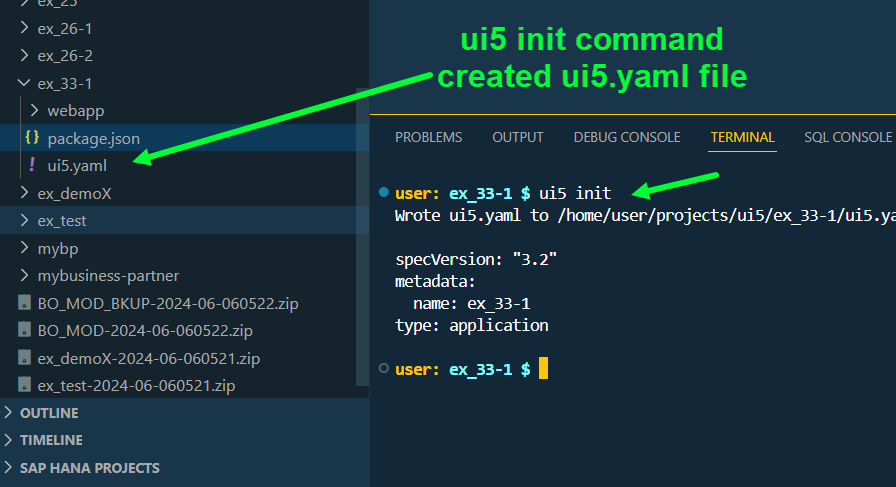 ex_25
ex_26-1
ex_26-2
ex_33-1
webapp
{} package.json
! ui5.yaml
ex_demoX
ex_test
mybp
mybusiness-partner
BO_MOD_BKUP-2024-06-060522.zip
BO_MOD-2024-06-060522.zip
ex_demoX-2024-06-060521.zip
ex_test-2024-06-060521.zip
OUTLINE
TIMELINE
SAP HANA PROJECTS
ui5 init command
created ui5.yaml file
PROBLEMS OUTPUT DEBUG CONSOLE TERMINAL SQL CONSOLE
user: ex_33-1 $ ui5 init
Wrote ui5.yaml to /home/user/projects/ui5/ex_33-1/ui5.ya
specVersion: "3.2"
metadata:
name: ex_33-1
type: application
user: ex_33-1 $